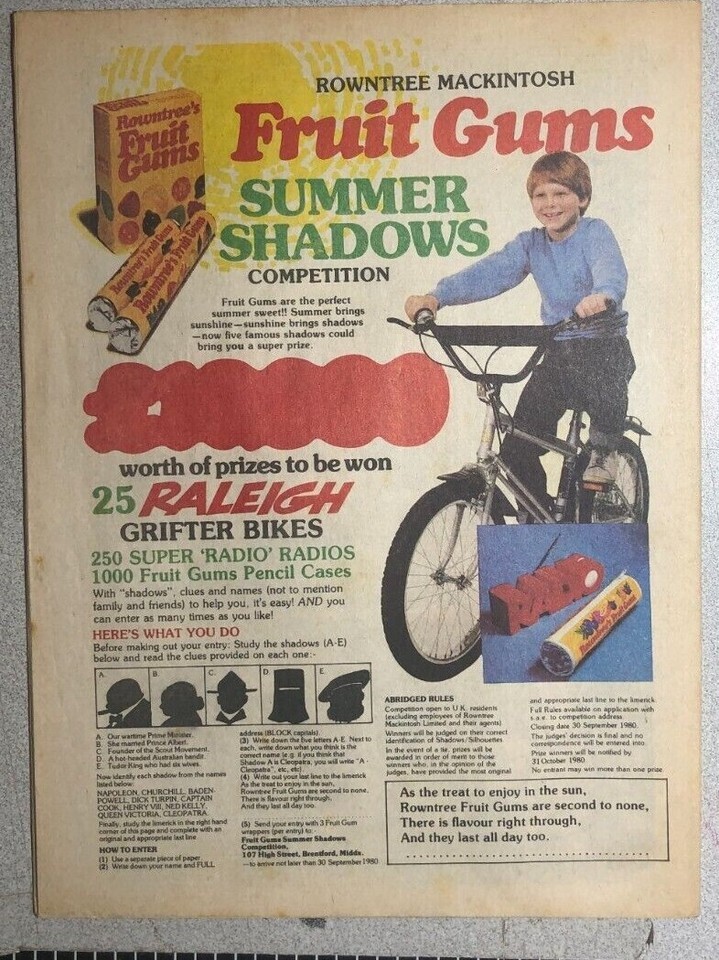 ROWNTREE MACKINTOSH
Fruit Gums
SUMMER
SHADOWS
COMPETITION
Rowntree's
Fruit
Gums
Rowntree's Fruit Gums
Rowntree's Fruit Gums
Fruit Gums are the perfect
summer sweet!! Summer brings
sunshine—sunshine brings shadows
—now five famous shadows could
bring you a super prize.
worth of prizes to be won
25 RALEIGH
GRIFTER BIKES
250 SUPER 'RADIO' RADIOS
1000 Fruit Gums Pencil Cases
With "shadows", clues and names (not to mention
family and friends) to help you, it's easy! AND you
can enter as many times as you like!
HERE'S WHAT YOU DO
Before making out your entry: Study the shadows (A-E)
below and read the clues provided on each one:-
A. B. C. D. E.
A. Our wartime Prime Minister.
B. She married Prince Albert.
C. Founder of the Scout Movement.
D. A hot-headed Australian bandit.
E. Tudor King who had six wives.
Now identify each shadow from the names
listed below:
NAPOLEON, CHURCHILL, BADEN-
POWELL, DICK TURPIN, CAPTAIN
COOK, HENRY VIII, NED KELLY,
QUEEN VICTORIA, CLEOPATRA.
Finally, study the limerick in the right hand
corner of this page and complete with an
original and appropriate last line
HOW TO ENTER
(1) Use a separate piece of paper
(2) Write down your name and FULL
address (BLOCK capitals).
(3) Write down the five letters A-E. Next to
each, write down what you think is the
correct name (e.g. if you think that
Shadow A is Cleopatra, you will write "A
Cleopatra", etc, etc).
(4) Write out your last line to the limerick
As the treat to enjoy in the sun,
Rowntree Fruit Gums are second to none,
There is flavour right through,
And they last all day too.
(5) Send your entry with 3 Fruit Gum
wrappers (per entry) to:
Fruit Gums Summer Shadows
Competition,
107 High Street, Brentford, Middx.
—to arrive not later than 30 September 1980
RADIO
Rowntree's Fruit Gums
ABRIDGED RULES
Competition open to U.K. residents
(excluding employees of Rowntree
Mackintosh Limited and their agents)
Winners will be judged on their correct
identification of Shadows/Silhouettes
In the event of a tie, prizes will be
awarded in order of merit to those
winners who, in the opinion of the
judges, have provided the most original
and appropriate last line to the limerick
Full Rules available on application with
s.a.e. to competition address.
Closing date 30 September 1980.
The judges' decision is final and no
correspondence will be entered into
Prize winners will be notified by
31 October 1980
No entrant may win more than one prize
As the treat to enjoy in the sun,
Rowntree Fruit Gums are second to none,
There is flavour right through,
And they last all day too.